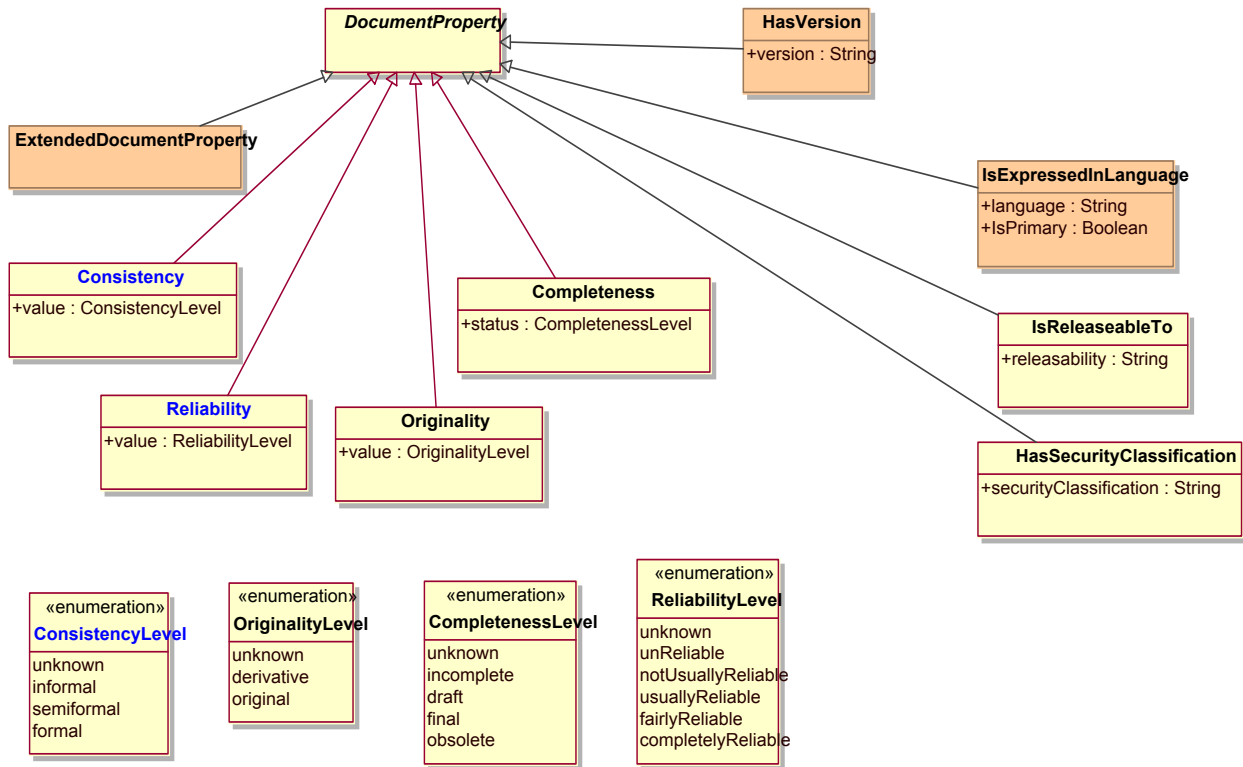 DocumentProperty
HasVersion
+version : String
ExtendedDocumentProperty
IsExpressedInLanguage
+language : String
+IsPrimary : Boolean
Consistency
+value : ConsistencyLevel
Completeness
+status : CompletenessLevel
IsReleaseableTo
+releasability : String
Reliability
+value : ReliabilityLevel
Originality
+value : OriginalityLevel
HasSecurityClassification
+securityClassification : String
«enumeration»
ConsistencyLevel
unknown
informal
semiformal
formal
«enumeration»
OriginalityLevel
unknown
derivative
original
«enumeration»
CompletenessLevel
unknown
incomplete
draft
final
obsolete
«enumeration»
ReliabilityLevel
unknown
unReliable
notUsuallyReliable
usuallyReliable
fairlyReliable
completelyReliable